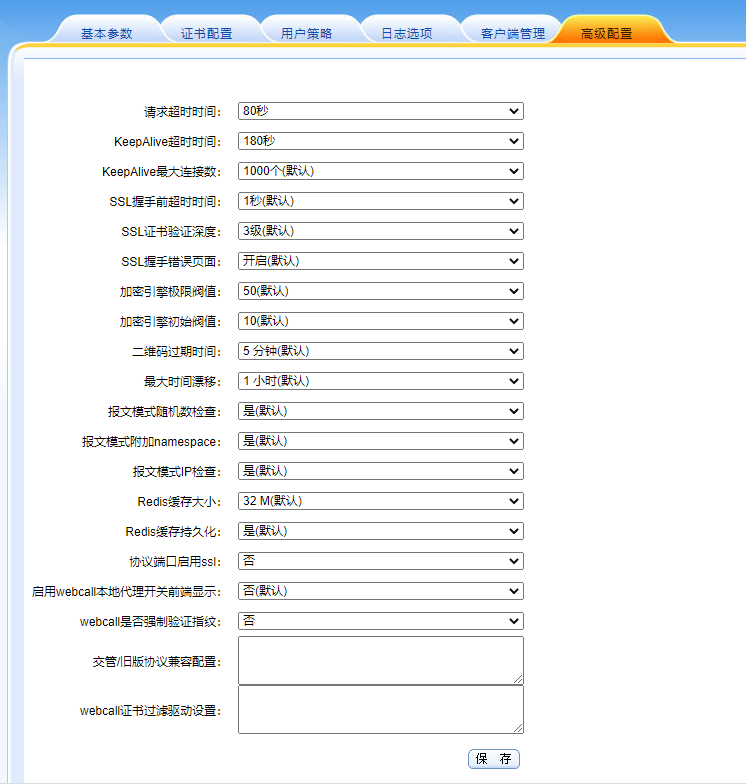 基本参数 证书配置 用户策略 日志选项 客户端管理 高级配置
请求超时时间： 80秒
KeepAlive超时时间： 180秒
KeepAlive最大连接数： 1000个(默认)
SSL握手前超时时间： 1秒(默认)
SSL证书验证深度： 3级(默认)
SSL握手错误页面： 开启(默认)
加密引擎极限阀值： 50(默认)
加密引擎初始阀值： 10(默认)
二维码过期时间： 5 分钟(默认)
最大时间漂移： 1 小时(默认)
报文模式随机数检查： 是(默认)
报文模式附加namespace： 是(默认)
报文模式IP检查： 是(默认)
Redis缓存大小： 32 M(默认)
Redis缓存持久化： 是(默认)
协议端口启用ssl： 否
启用webcall本地代理开关前端显示： 否(默认)
webcall是否强制验证指纹： 否
交管/旧版协议兼容配置：
webcall证书过滤驱动设置：
保 存